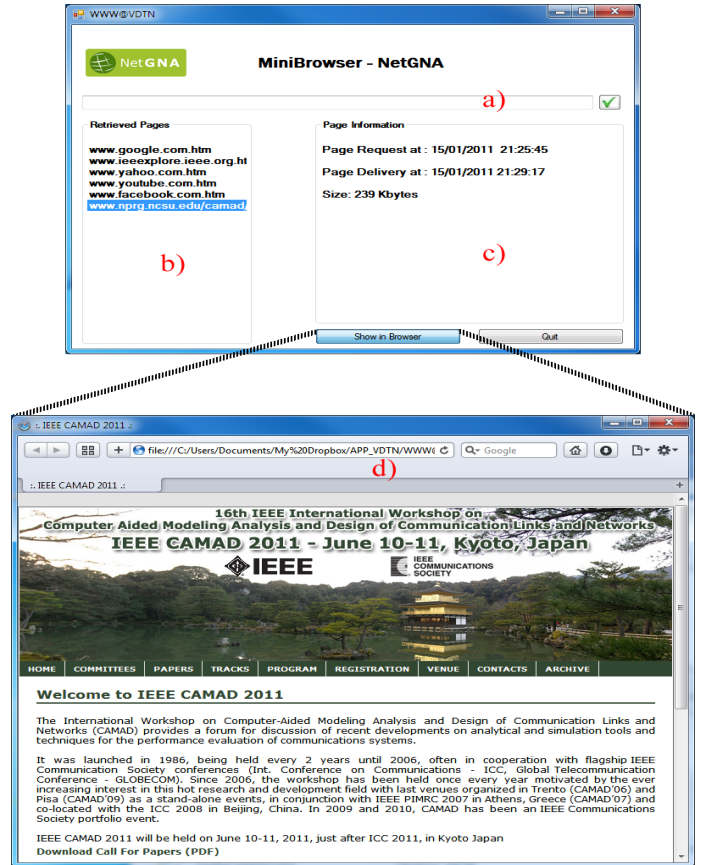 WWW@VDTN
NetGNA
MiniBrowser - NetGNA
a)
Retrieved Pages
www.google.com.htm
www.ieeexplore.ieee.org.ht
www.yahoo.com.htm
www.youtube.com.htm
www.facebook.com.htm
www.nprg.ncsu.edu/camad/
b)
Page Information
Page Request at : 15/01/2011 21:25:45
Page Delivery at : 15/01/2011 21:29:17
Size: 239 Kbytes
c)
Show in Browser
Quit
:. IEEE CAMAD 2011 .:
file:///C:/Users/Documents/My%20Dropbox/APP_VDTN/WWW(
Google
d)
:. IEEE CAMAD 2011 .:
16th IEEE International Workshop on
Computer Aided Modeling Analysis and Design of Communication Links and Networks
IEEE CAMAD 2011 - June 10-11, Kyoto, Japan
IEEE
IEEE
COMMUNICATIONS
SOCIETY
HOME COMMITTEES PAPERS TRACKS PROGRAM REGISTRATION VENUE CONTACTS ARCHIVE
Welcome to IEEE CAMAD 2011
The International Workshop on Computer-Aided Modeling Analysis and Design of Communication Links and
Networks (CAMAD) provides a forum for discussion of recent developments on analytical and simulation tools and
techniques for the performance evaluation of communications systems.
It was launched in 1986, being held every 2 years until 2006, often in cooperation with flagship IEEE
Communication Society conferences (Int. Conference on Communications - ICC, Global Telecommunication
Conference - GLOBECOM). Since 2006, the workshop has been held once every year motivated by the ever
increasing interest in this hot research and development field with last venues organized in Trento (CAMAD'06) and
Pisa (CAMAD'09) as a stand-alone events, in conjunction with IEEE PIMRC 2007 in Athens, Greece (CAMAD'07) and
co-located with the ICC 2008 in Beijing, China. In 2009 and 2010, CAMAD has been an IEEE Communications
Society portfolio event.
IEEE CAMAD 2011 will be held on June 10-11, 2011, just after ICC 2011, in Kyoto Japan
Download Call For Papers (PDF)